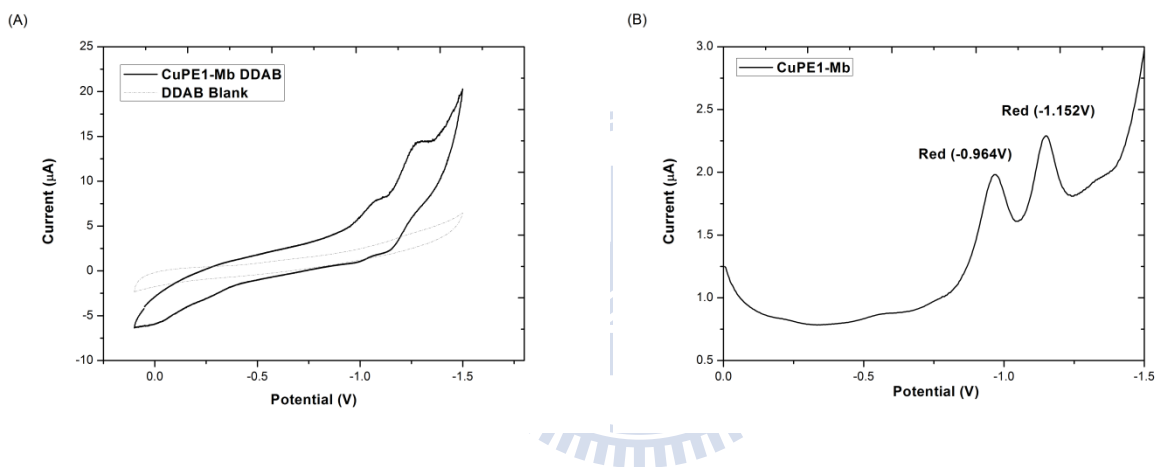 (A)
25
20
15
10
5
0
-5
-10
Current (μA)
CuPE1-Mb DDAB
DDAB Blank
0.0 -0.5 -1.0 -1.5
Potential (V)
(B)
3.0
2.5
2.0
1.5
1.0
0.5
Current (μA)
CuPE1-Mb
Red (-1.152V)
Red (-0.964V)
0.0 -0.5 -1.0 -1.5
Potential (V)